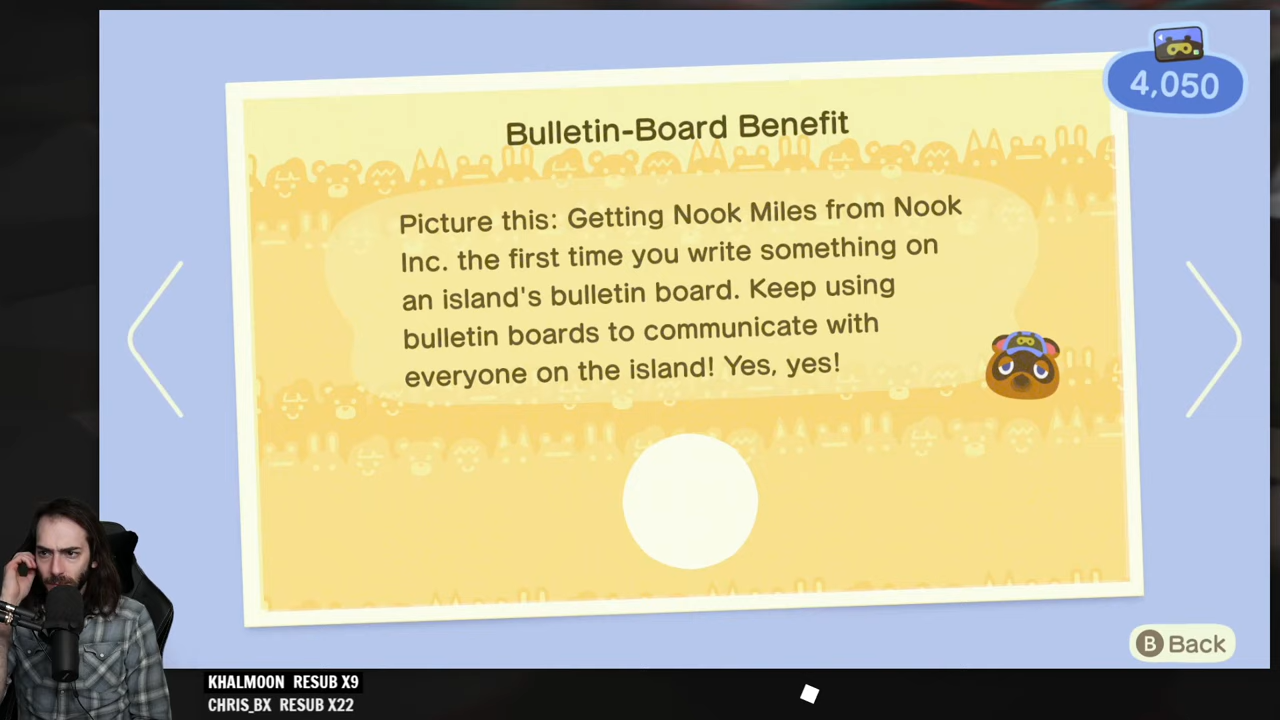 4,050
Bulletin-Board Benefit
Picture this: Getting Nook Miles from Nook
Inc. the first time you write something on
an island's bulletin board. Keep using
bulletin boards to communicate with
everyone on the island! Yes, yes!
B Back
KHALMOON RESUB X9
CHRIS_BX RESUB X22